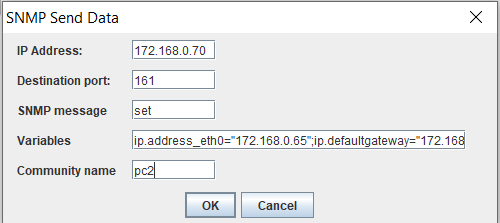 SNMP Send Data
IP Address: 172.168.0.70
Destination port: 161
SNMP message set
Variables ip.address_eth0="172.168.0.65";ip.defaultgateway="172.168
Community name pc2
OK Cancel